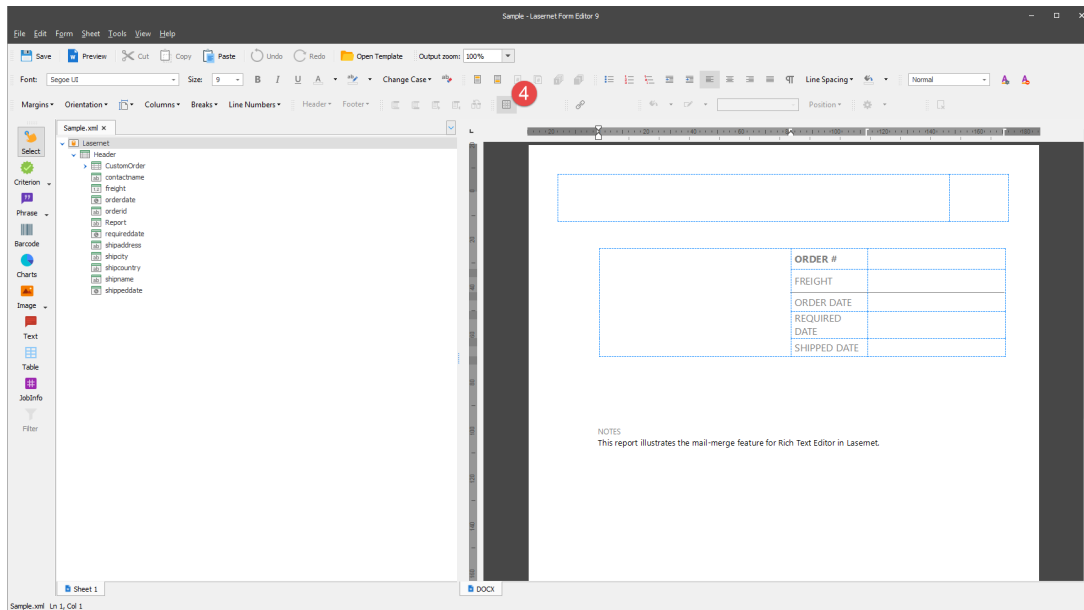 Sample - Lasernet Form Editor 9
File Edit Form Sheet Tools View Help
Save Preview Cut Copy Paste Undo Redo Open Template Output zoom: 100%
Font: Segoe UI Size: 9 B I U A Change Case Line Spacing Normal
Margins Orientation Columns Breaks Line Numbers Header Footer 4 Position
Sample.xml ×
Select
Criterion
Phrase
Barcode
Charts
Image
Text
Table
JobInfo
Filter
Lasernet
Header
CustomOrder
contactname
freight
orderdate
orderid
Report
requireddate
shipaddress
shipcity
shipcountry
shipname
shippeddate
ORDER #
FREIGHT
ORDER DATE
REQUIRED
DATE
SHIPPED DATE
NOTES
This report illustrates the mail-merge feature for Rich Text Editor in Lasernet.
Sheet 1 DOCX
Sample.xml Ln 1, Col 1